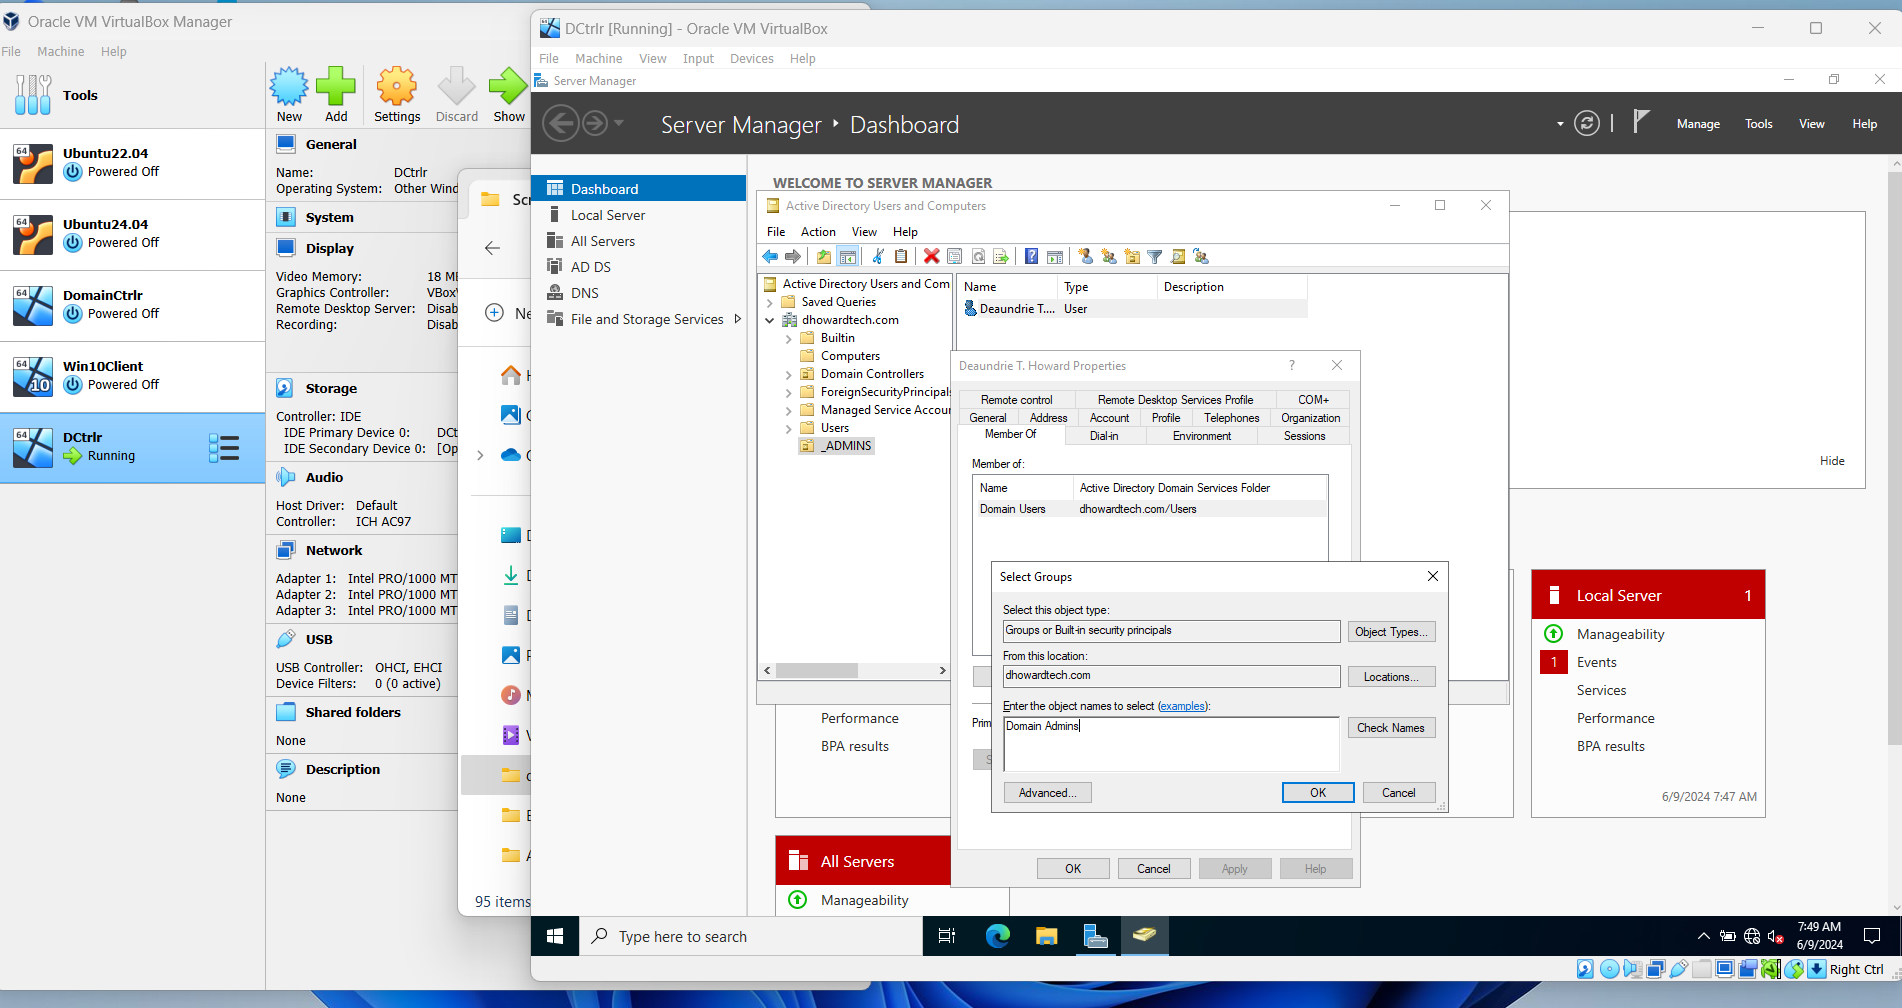 Oracle VM VirtualBox Manager
File Machine Help
Tools
New Add Settings Discard Show
64
Ubuntu22.04
Powered Off
64
Ubuntu24.04
Powered Off
64
DomainCtrlr
Powered Off
64
10
Win10Client
Powered Off
64
DCtrlr
Running
General
Name: DCtrlr
Operating System: Other Wind
System
Display
Video Memory: 18 M
Graphics Controller: VBox
Remote Desktop Server: Disab
Recording: Disab
Storage
Controller: IDE
IDE Primary Device 0: DCt
IDE Secondary Device 0: [Op
Audio
Host Driver: Default
Controller: ICH AC97
Network
Adapter 1: Intel PRO/1000 MT
Adapter 2: Intel PRO/1000 MT
Adapter 3: Intel PRO/1000 MT
USB
USB Controller: OHCI, EHCI
Device Filters: 0 (0 active)
Shared folders
None
Description
None
Sc
Ne
95 items
DCtrlr [Running] - Oracle VM VirtualBox
File Machine View Input Devices Help
Server Manager
Server Manager ‣ Dashboard
Manage Tools View Help
Dashboard
Local Server
All Servers
AD DS
DNS
File and Storage Services
WELCOME TO SERVER MANAGER
Active Directory Users and Computers
File Action View Help
Active Directory Users and Com
Saved Queries
dhowardtech.com
Builtin
Computers
Domain Controllers
ForeignSecurityPrincipals
Managed Service Accou
Users
_ADMINS
Name Type Description
Deaundrie T.... User
Deaundrie T. Howard Properties
?
Remote control Remote Desktop Services Profile COM+
General Address Account Profile Telephones Organization
Member Of Dial-in Environment Sessions
Member of:
Name Active Directory Domain Services Folder
Domain Users dhowardtech.com/Users
Prim
S
Select Groups
Select this object type:
Groups or Built-in security principals
Object Types...
From this location:
dhowardtech.com
Locations...
Enter the object names to select (examples):
Domain Admins
Check Names
Advanced... OK Cancel
OK Cancel Apply Help
Hide
Performance
BPA results
All Servers
Manageability
Local Server 1
Manageability
1 Events
Services
Performance
BPA results
6/9/2024 7:47 AM
Type here to search
7:49 AM
6/9/2024
Right Ctrl